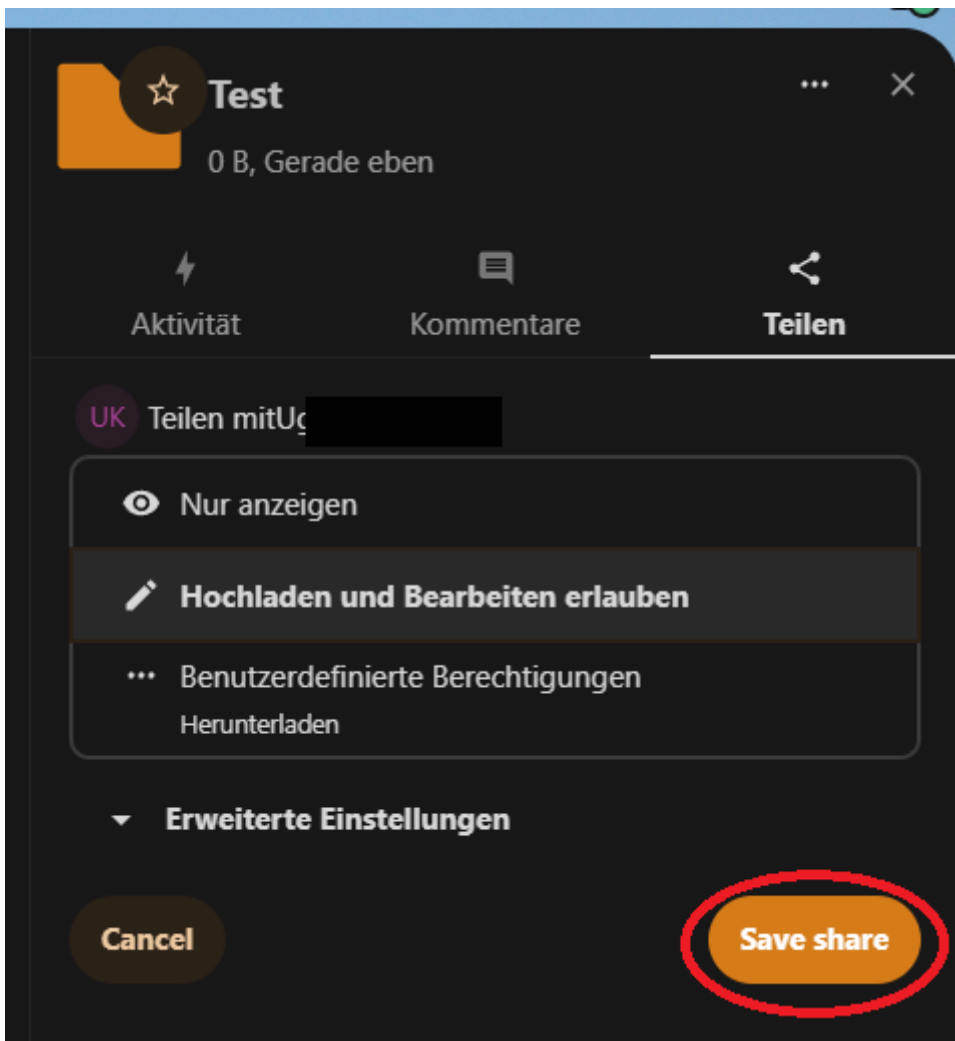 Test
0 B, Gerade eben
Aktivität
Kommentare
Teilen
UK Teilen mit
Nur anzeigen
Hochladen und Bearbeiten erlauben
Benutzerdefinierte Berechtigungen
Herunterladen
Erweiterte Einstellungen
Cancel
Save share